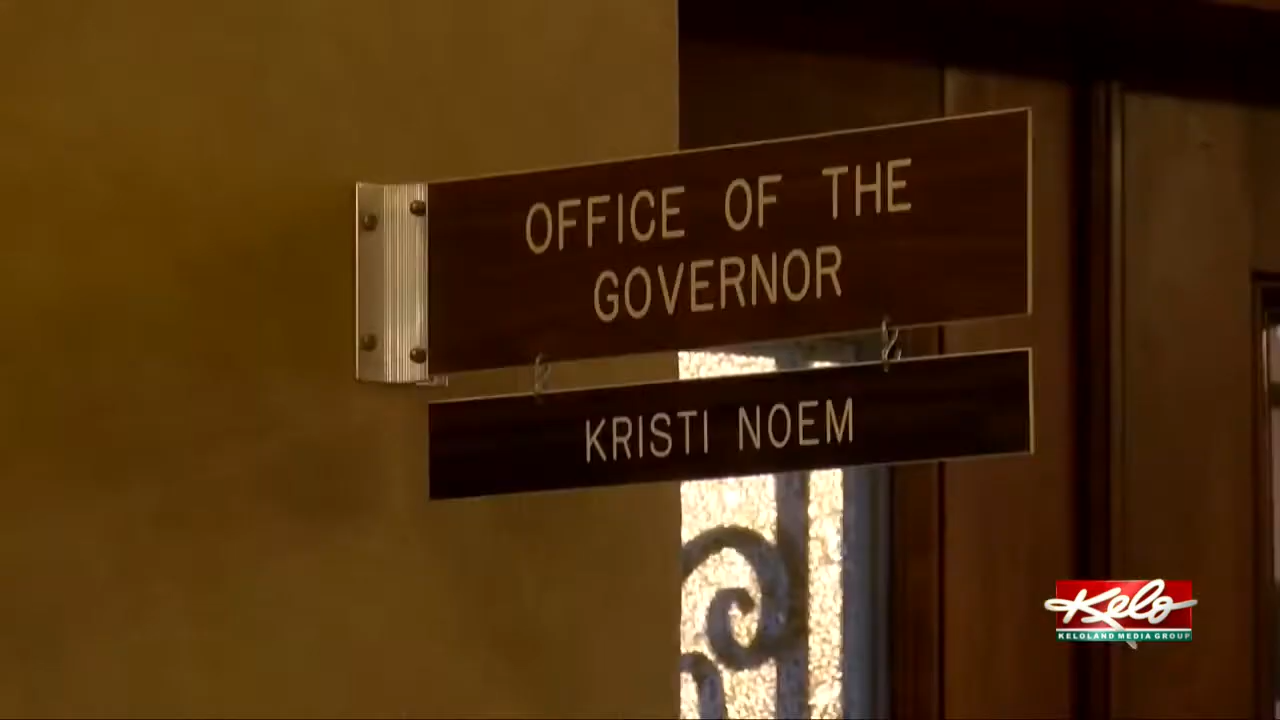 OFFICE OF THE
GOVERNOR
KRISTI NOEM
Kelo
KELOLAND MEDIA GROUP